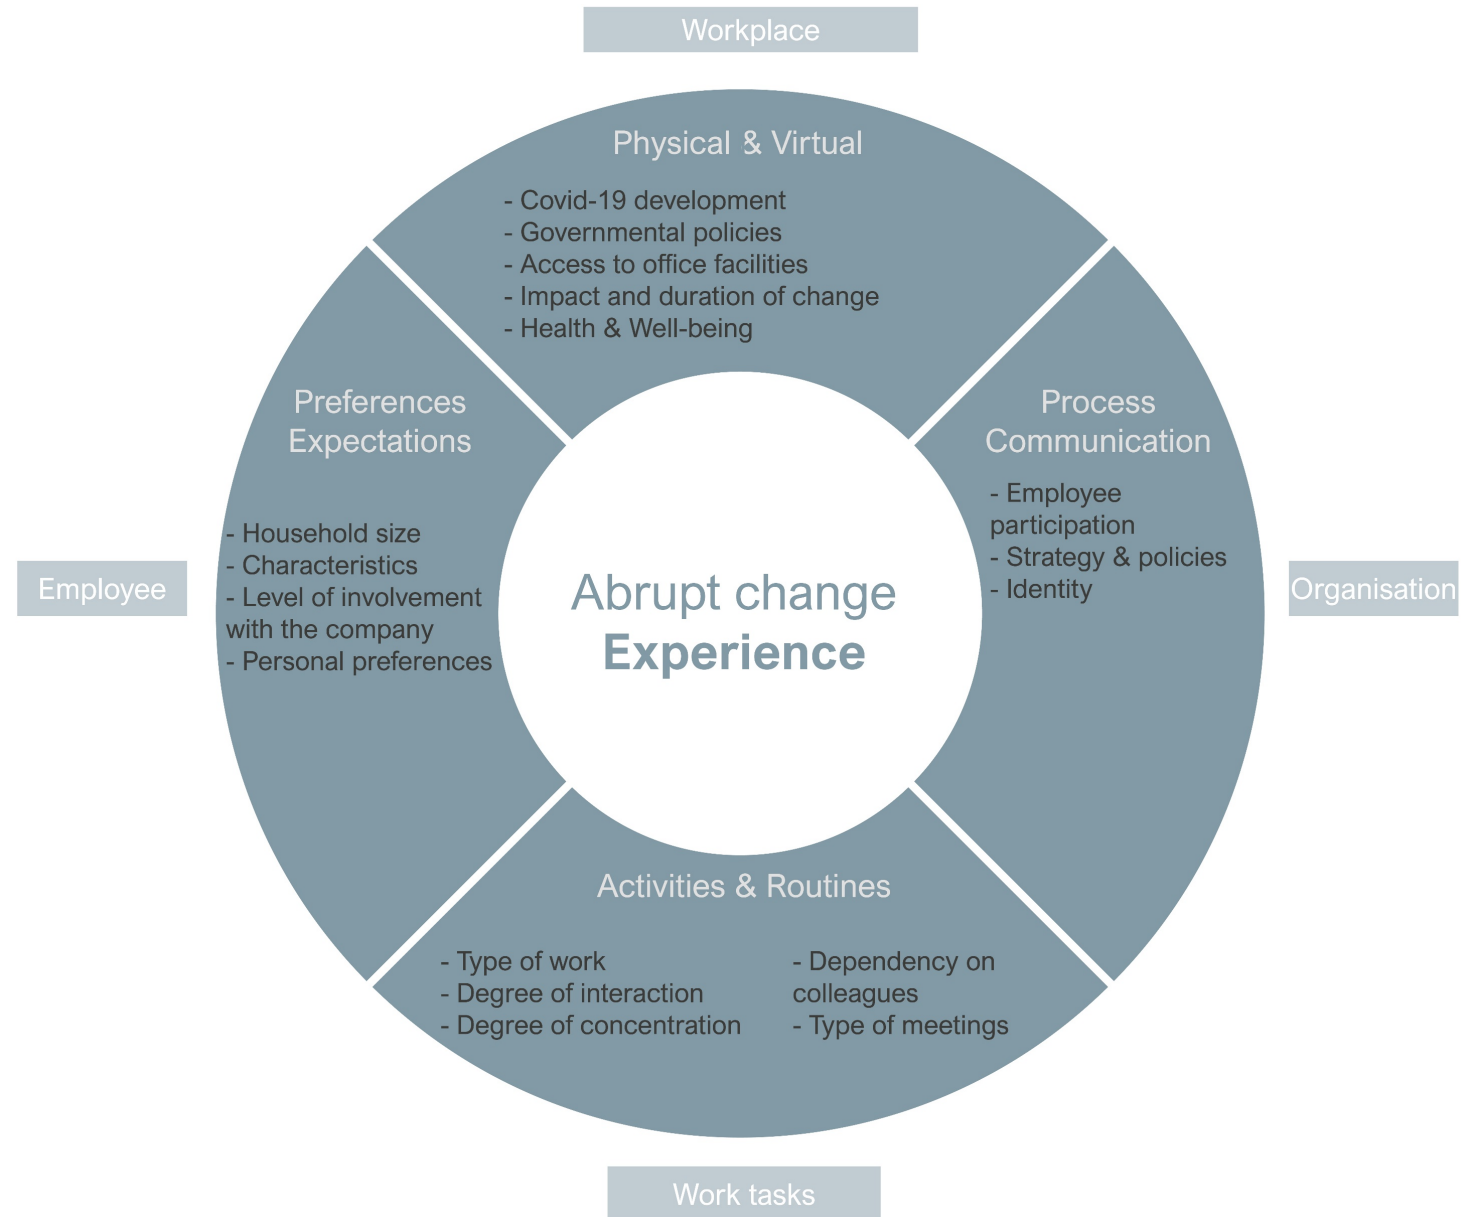 Workplace
Physical & Virtual
- Covid-19 development
- Governmental policies
- Access to office facilities
- Impact and duration of change
- Health & Well-being
Preferences
Expectations
- Household size
- Characteristics
- Level of involvement
with the company
- Personal preferences
Employee
Abrupt change
Experience
Process
Communication
- Employee
participation
- Strategy & policies
- Identity
Organisation
Activities & Routines
- Type of work
- Degree of interaction
- Degree of concentration
- Dependency on
colleagues
- Type of meetings
Work tasks